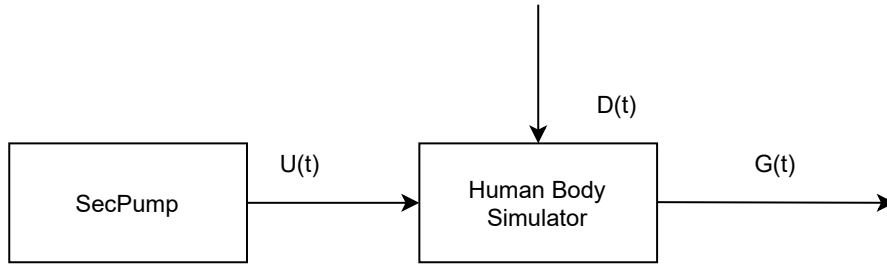 D(t)
U(t)
G(t)
SecPump
Human Body
Simulator